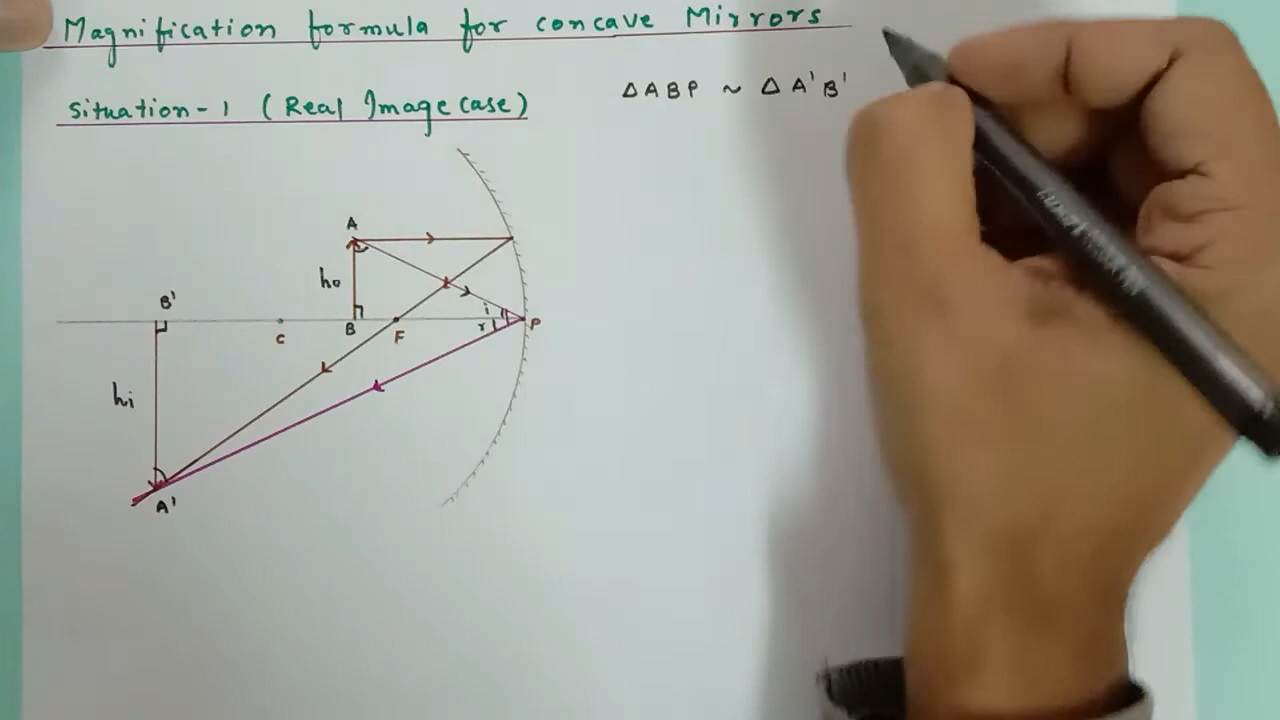 Magnification formula for concave Mirrors
Situation-1 (Real Image case)
ΔABP ~ ΔA'B'
A
ho
B'
B
C
F
i
r
P
hi
A'